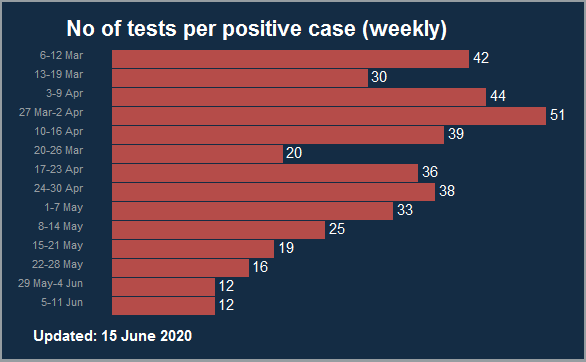 No of tests per positive case (weekly)
6-12 Mar 42
13-19 Mar 30
3-9 Apr 44
27 Mar-2 Apr 51
10-16 Apr 39
20-26 Mar 20
17-23 Apr 36
24-30 Apr 38
1-7 May 33
8-14 May 25
15-21 May 19
22-28 May 16
29 May-4 Jun 12
5-11 Jun 12
Updated: 15 June 2020